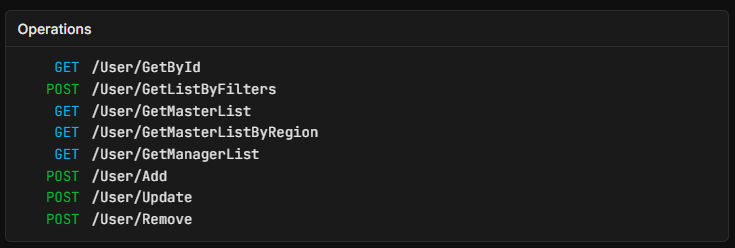 Operations
GET /User/GetById
POST /User/GetListByFilters
GET /User/GetMasterList
GET /User/GetMasterListByRegion
GET /User/GetManagerList
POST /User/Add
POST /User/Update
POST /User/Remove